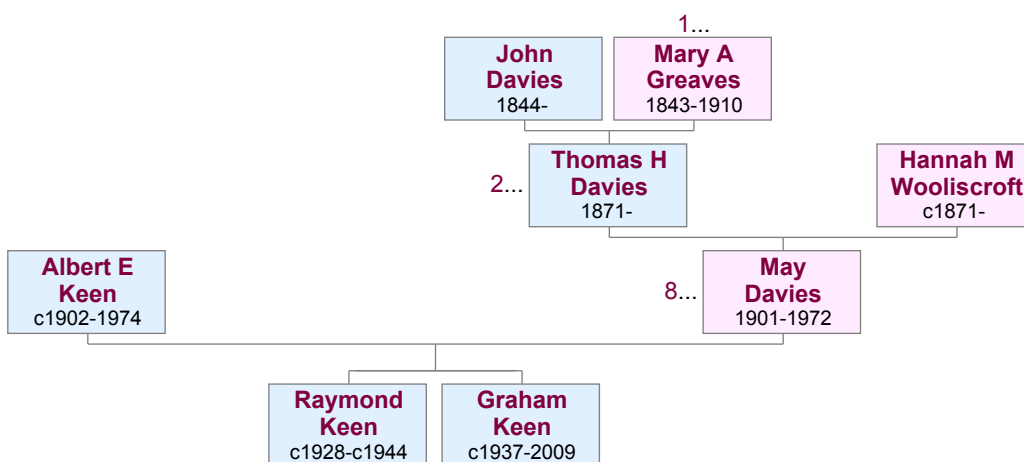 1...
John
Davies
1844-
Mary A
Greaves
1843-1910
2...
Thomas H
Davies
1871-
Hannah M
Wooliscroft
c1871-
Albert E
Keen
c1902-1974
8...
May
Davies
1901-1972
Raymond
Keen
c1928-c1944
Graham
Keen
c1937-2009